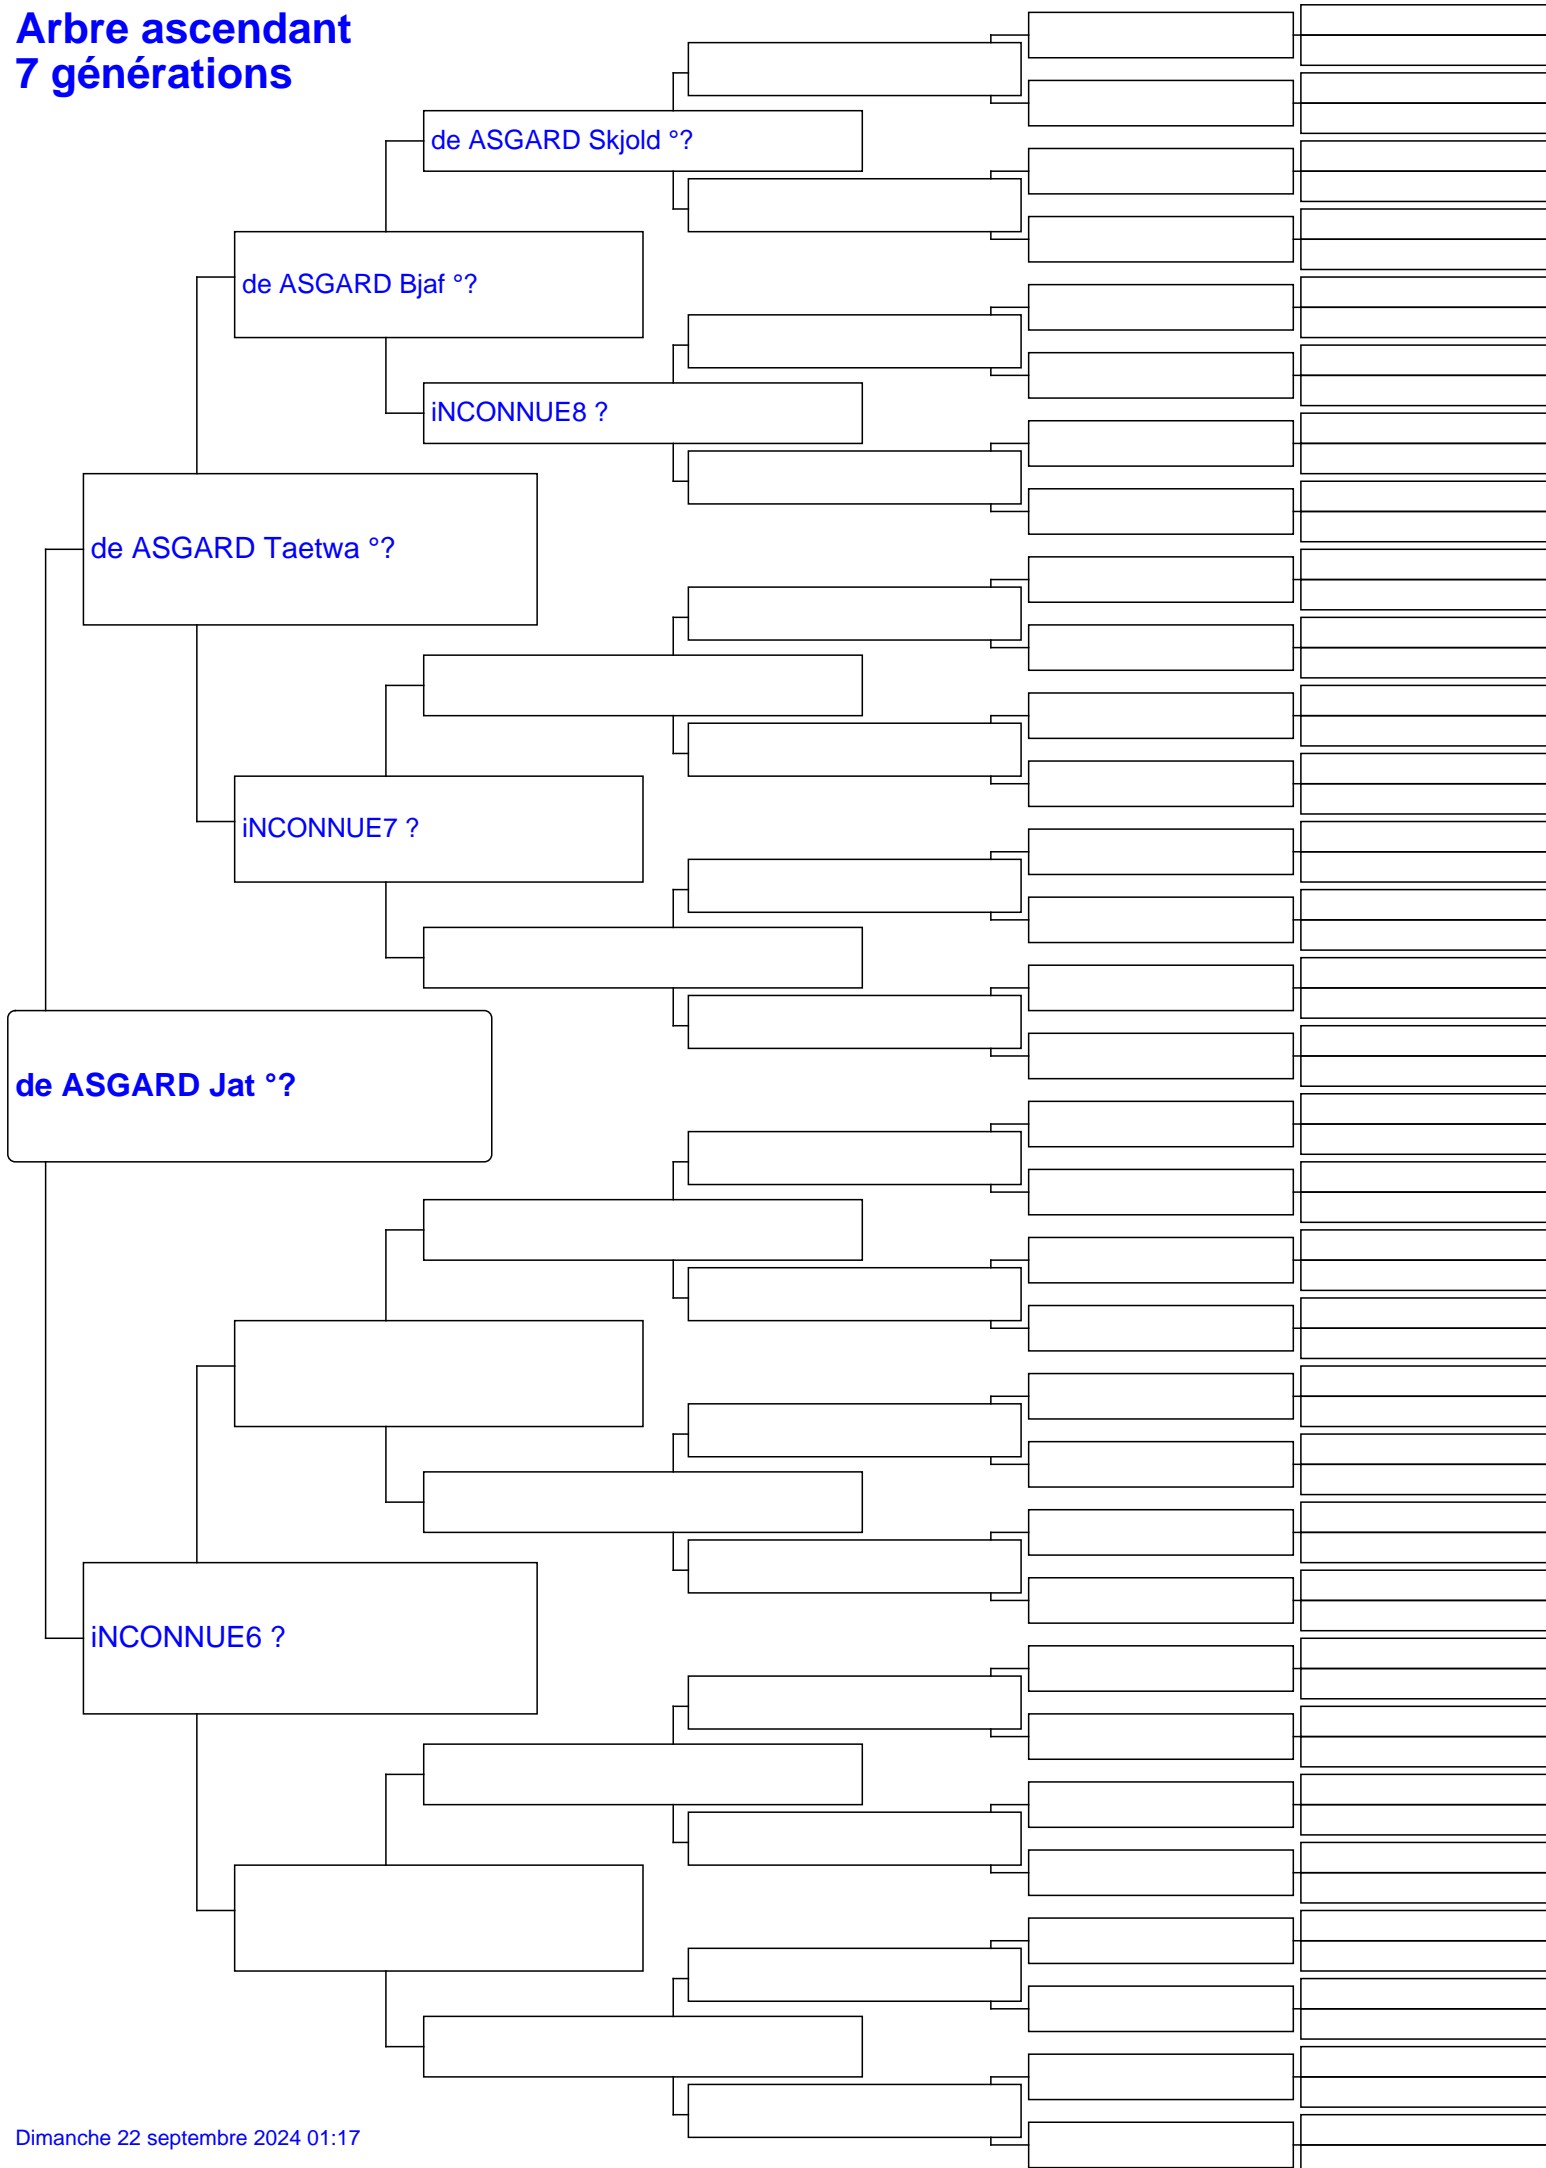 Arbre ascendant
7 générations
de ASGARD Skjold °?
de ASGARD Bjaf °?
iNCONNUE8 ?
de ASGARD Taetwa °?
iNCONNUE7 ?
de ASGARD Jat °?
iNCONNUE6 ?
Dimanche 22 septembre 2024 01:17